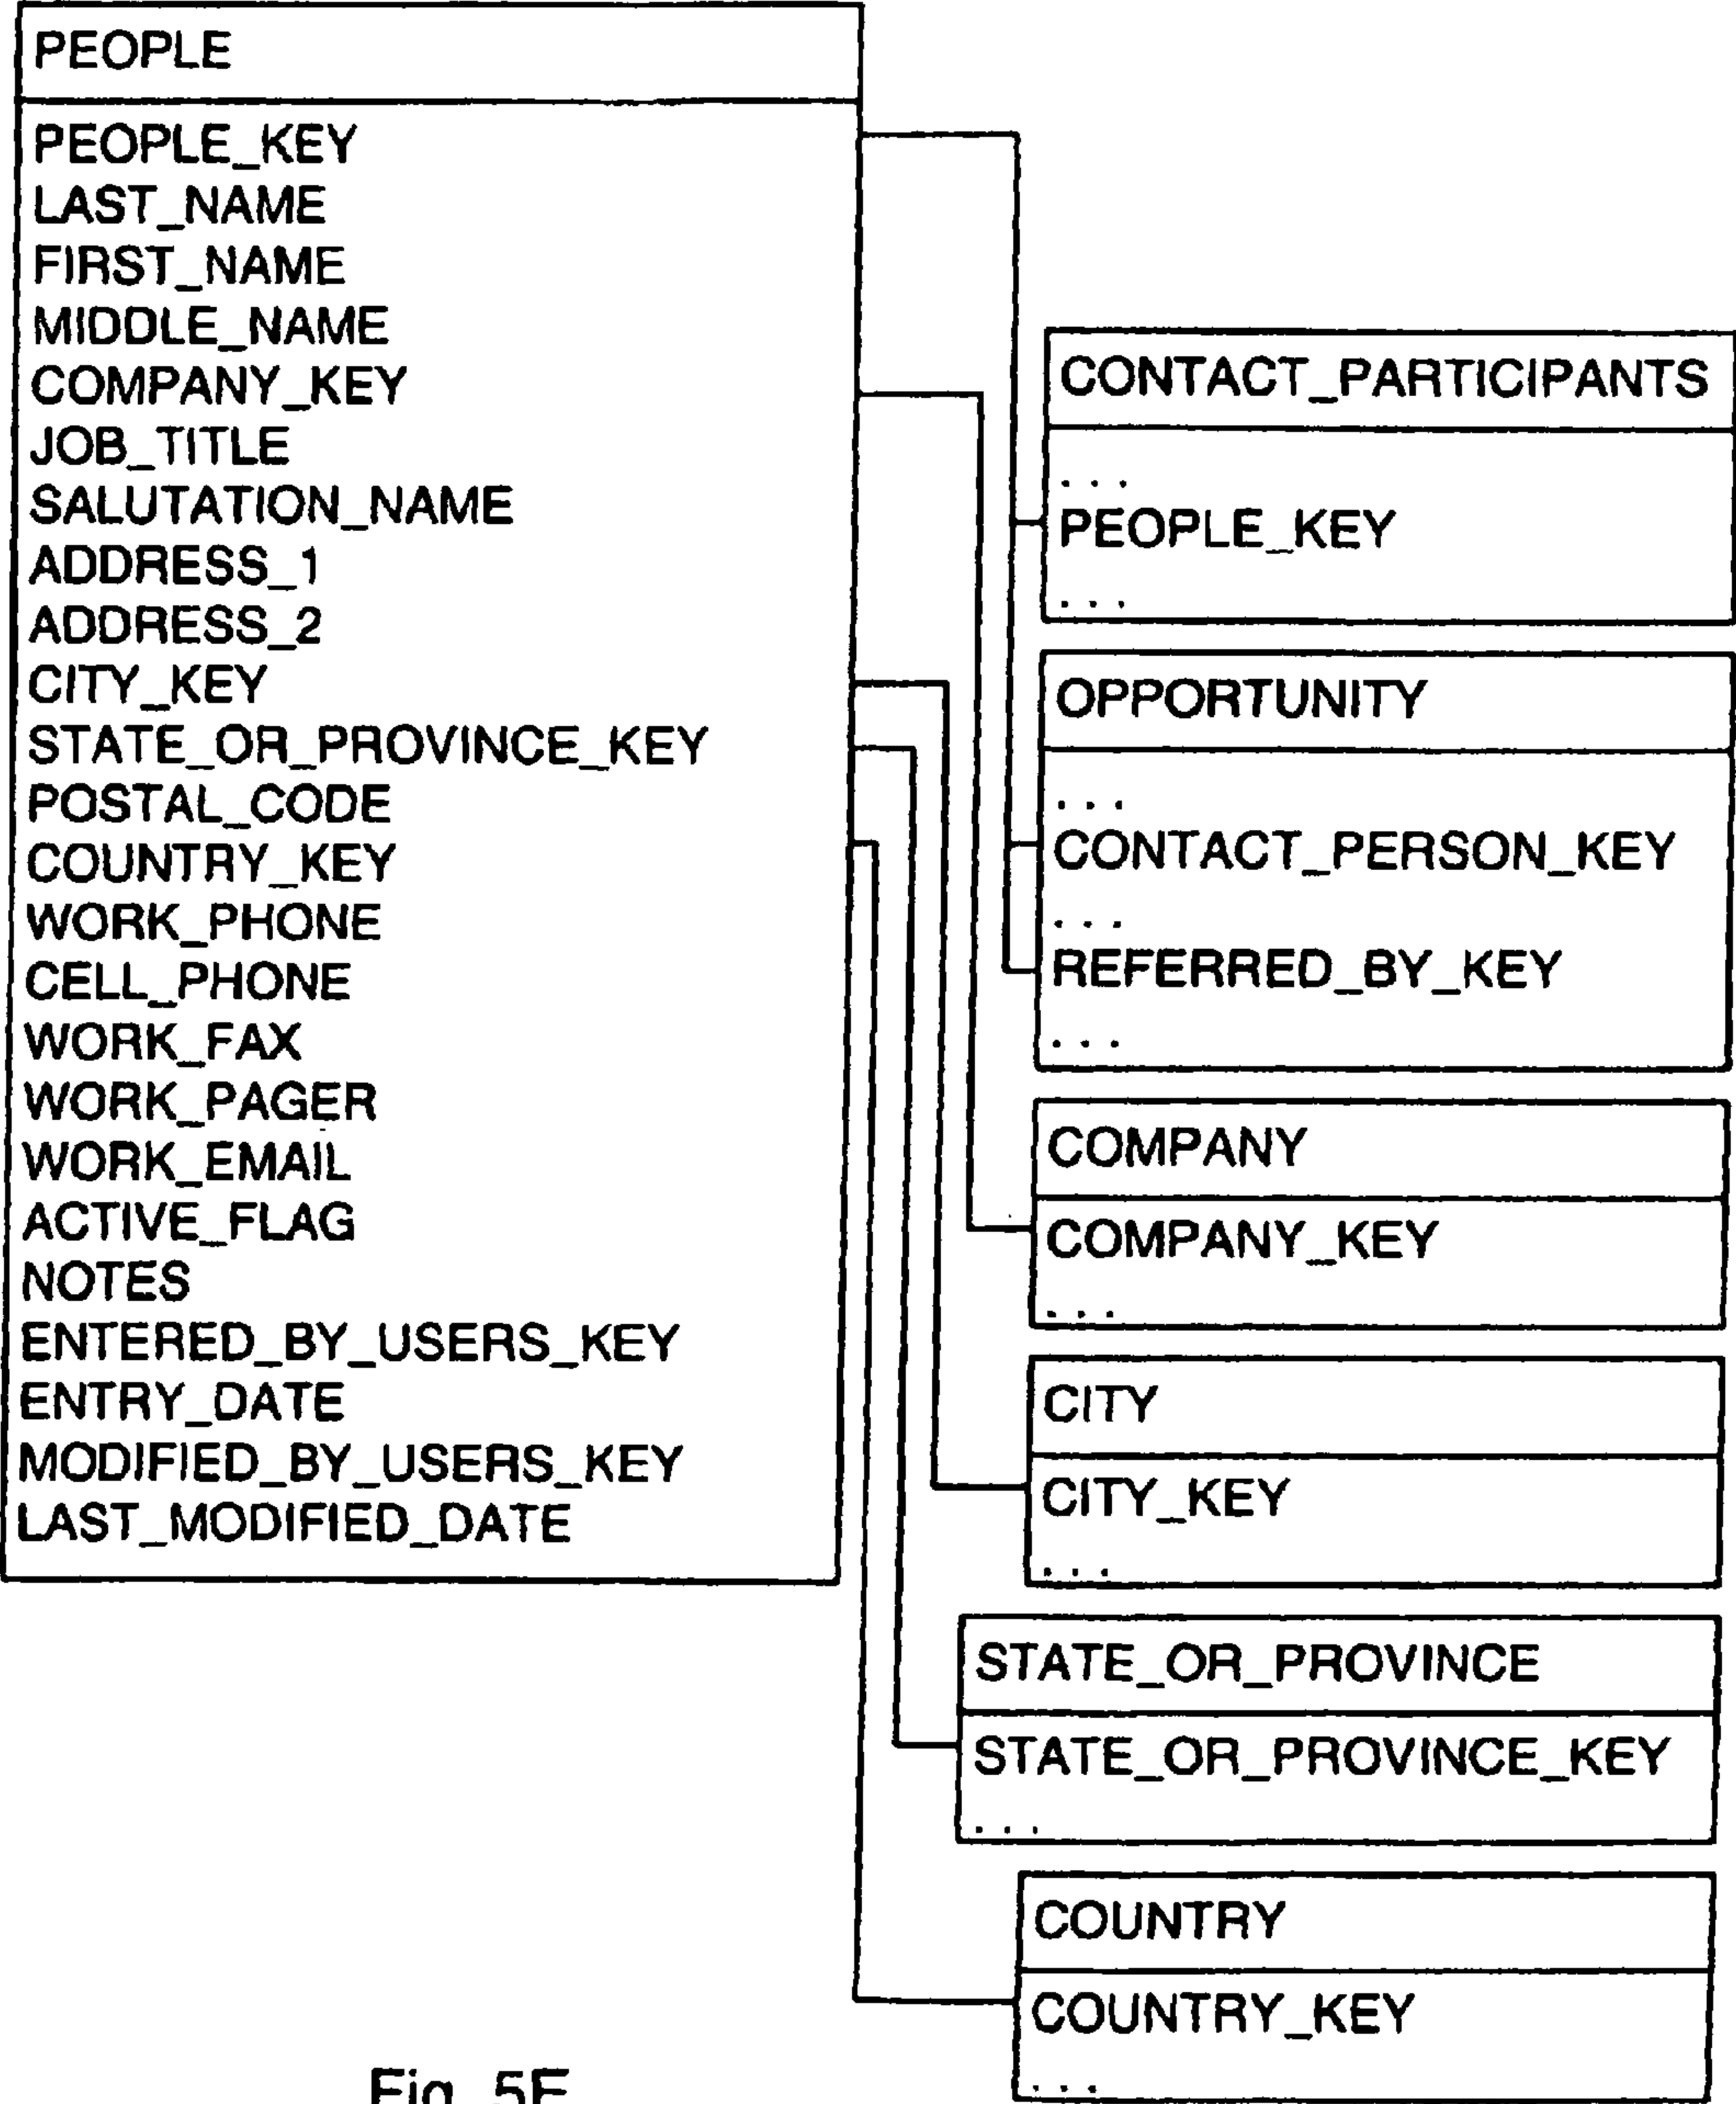 PEOPLE
PEOPLE_KEY
LAST_NAME
FIRST_NAME
MIDDLE_NAME
COMPANY_KEY
JOB_TITLE
SALUTATION_NAME
ADDRESS_1
ADDRESS_2
CITY_KEY
STATE_OR_PROVINCE_KEY
POSTAL_CODE
COUNTRY_KEY
WORK_PHONE
CELL_PHONE
WORK_FAX
WORK_PAGER
WORK_EMAIL
ACTIVE_FLAG
NOTES
ENTERED_BY_USERS_KEY
ENTRY_DATE
MODIFIED_BY_USERS_KEY
LAST_MODIFIED_DATE
CONTACT_PARTICIPANTS
. . .
PEOPLE_KEY
. . .
OPPORTUNITY
. . .
CONTACT_PERSON_KEY
. . .
REFERRED_BY_KEY
. . .
COMPANY
COMPANY_KEY
. . .
CITY
CITY_KEY
. . .
STATE_OR_PROVINCE
STATE_OR_PROVINCE_KEY
. . .
COUNTRY
COUNTRY_KEY
. . .
Fig.